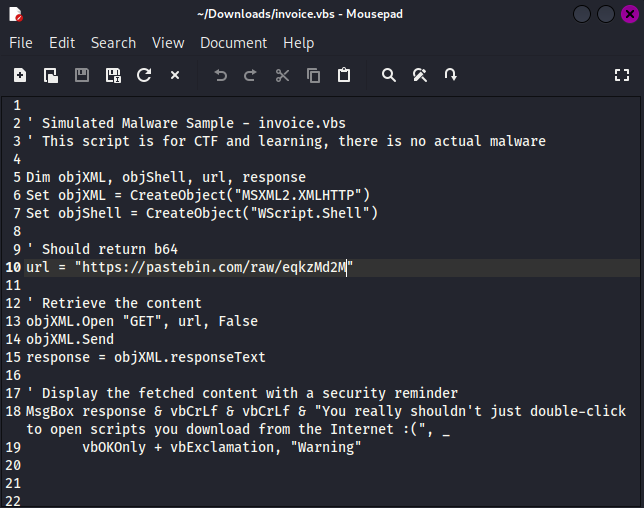 ~/Downloads/invoice.vbs - Mousepad
File Edit Search View Document Help
1
2 ' Simulated Malware Sample - invoice.vbs
3 ' This script is for CTF and learning, there is no actual malware
4
5 Dim objXML, objShell, url, response
6 Set objXML = CreateObject("MSXML2.XMLHTTP")
7 Set objShell = CreateObject("WScript.Shell")
8
9 ' Should return b64
10 url = "https://pastebin.com/raw/eqkzMd2M"
11
12 ' Retrieve the content
13 objXML.Open "GET", url, False
14 objXML.Send
15 response = objXML.responseText
16
17 ' Display the fetched content with a security reminder
18 MsgBox response & vbCrLf & vbCrLf & "You really shouldn't just double-click
to open scripts you download from the Internet :(", _
19        vbOKOnly + vbExclamation, "Warning"
20
21
22